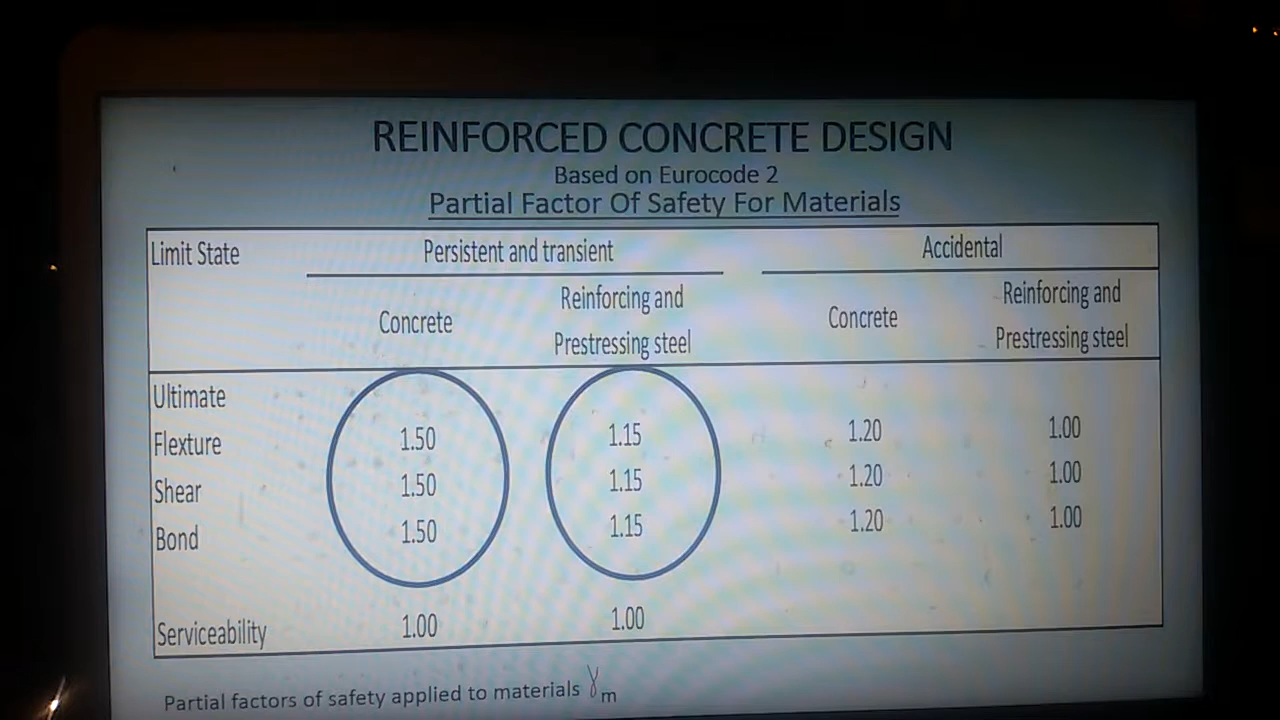 REINFORCED CONCRETE DESIGN
Based on Eurocode 2
Partial Factor Of Safety For Materials
Limit State Persistent and transient Accidental
Concrete Reinforcing and Prestressing steel Concrete Reinforcing and Prestressing steel
Ultimate
Flexture 1.50 1.15 1.20 1.00
Shear 1.50 1.15 1.20 1.00
Bond 1.50 1.15 1.20 1.00
Serviceability 1.00 1.00
Partial factors of safety applied to materials γm